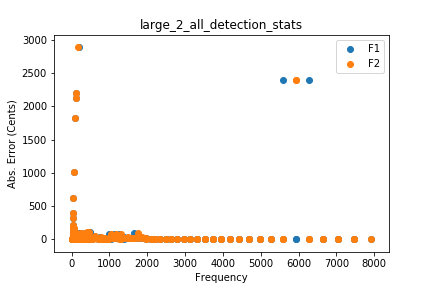 large_2_all_detection_stats
3000
2500
2000
1500
1000
500
0
Abs. Error (Cents)
F1
F2
0 1000 2000 3000 4000 5000 6000 7000 8000
Frequency